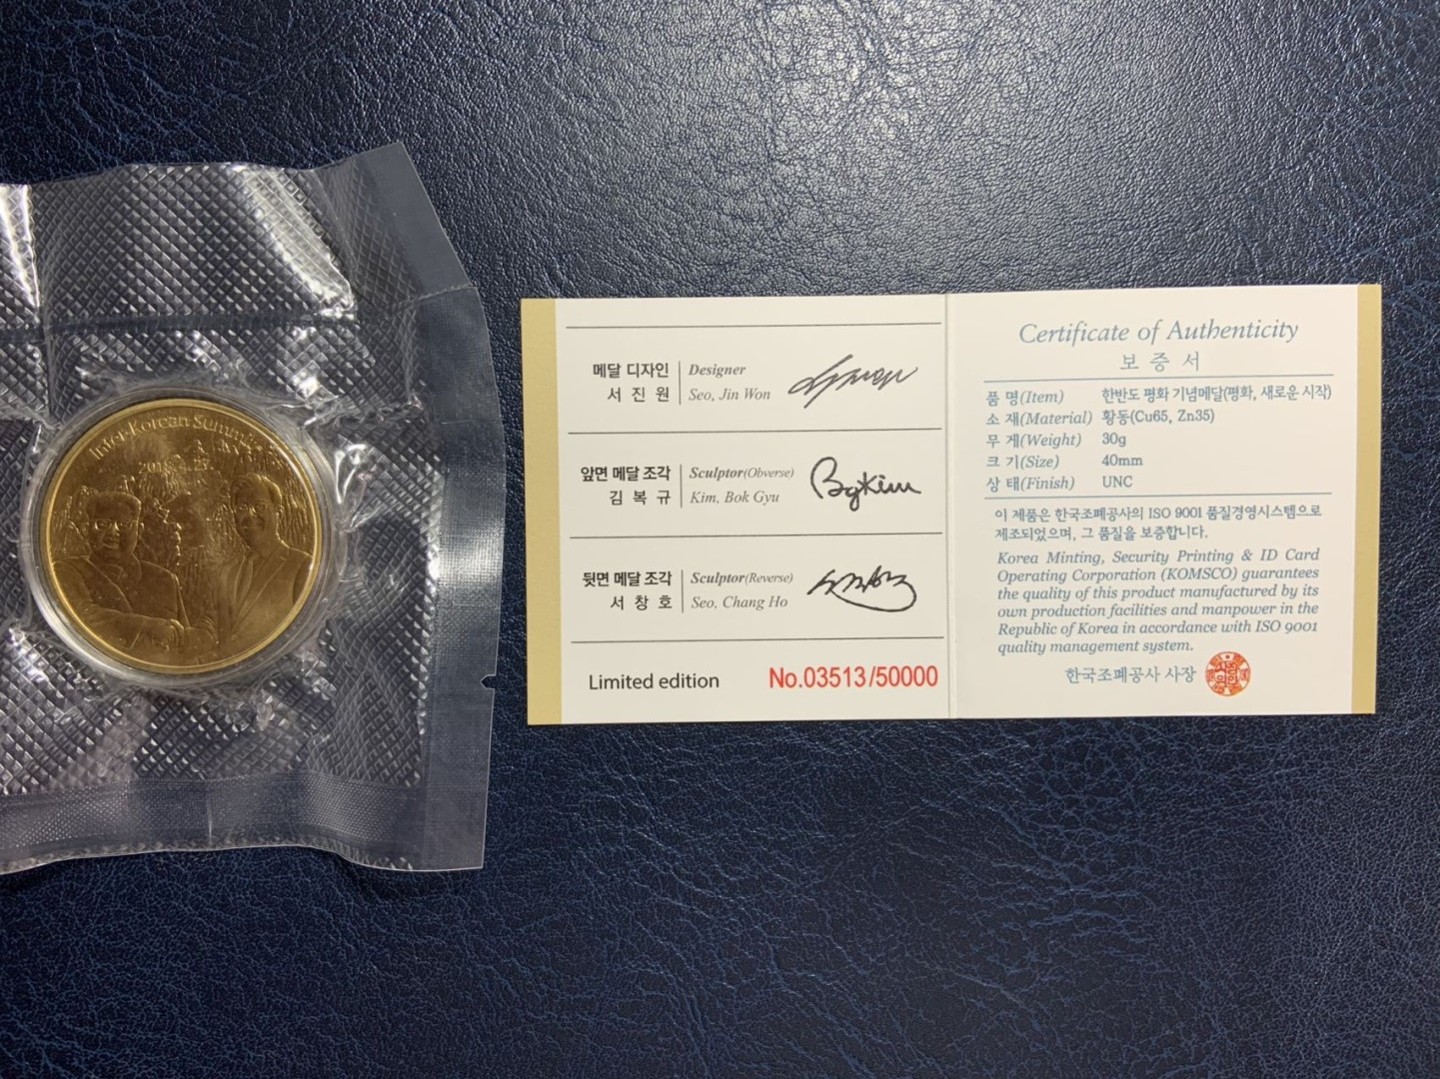 Inter-Korean Summit
2018.4.27.
메달 디자인 Designer
서 진 원 Seo, Jin Won
앞면 메달 조각 Sculptor(Obverse)
김 복 규 Kim, Bok Gyu
BgKim
뒷면 메달 조각 Sculptor(Reverse)
서 창 호 Seo, Chang Ho
Limited edition No.03513/50000
Certificate of Authenticity
보 증 서
품 명(Item) 한반도 평화 기념메달(평화, 새로운 시작)
소 재(Material) 황동(Cu65, Zn35)
무 게(Weight) 30g
크 기(Size) 40mm
상 태(Finish) UNC
이 제품은 한국조폐공사의 ISO 9001 품질경영시스템으로
제조되었으며, 그 품질을 보증합니다.
Korea Minting, Security Printing & ID Card
Operating Corporation (KOMSCO) guarantees
the quality of this product manufactured by its
own production facilities and manpower in the
Republic of Korea in accordance with ISO 9001
quality management system.
한국조폐공사 사장